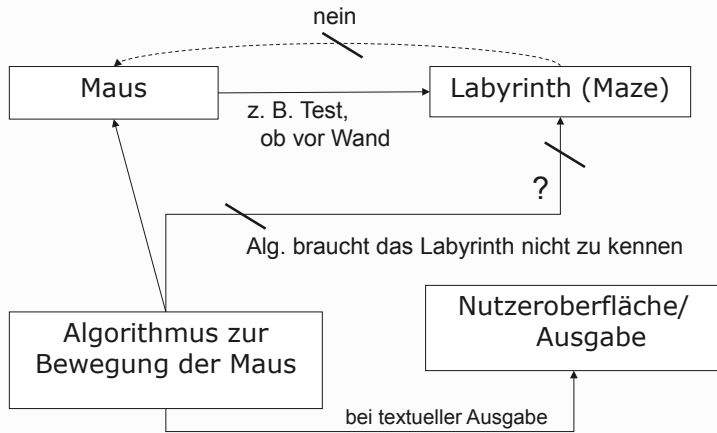 nein
Maus
Labyrinth (Maze)
z. B. Test,
ob vor Wand
?
Alg. braucht das Labyrinth nicht zu kennen
Algorithmus zur
Bewegung der Maus
Nutzeroberfläche/
Ausgabe
bei textueller Ausgabe